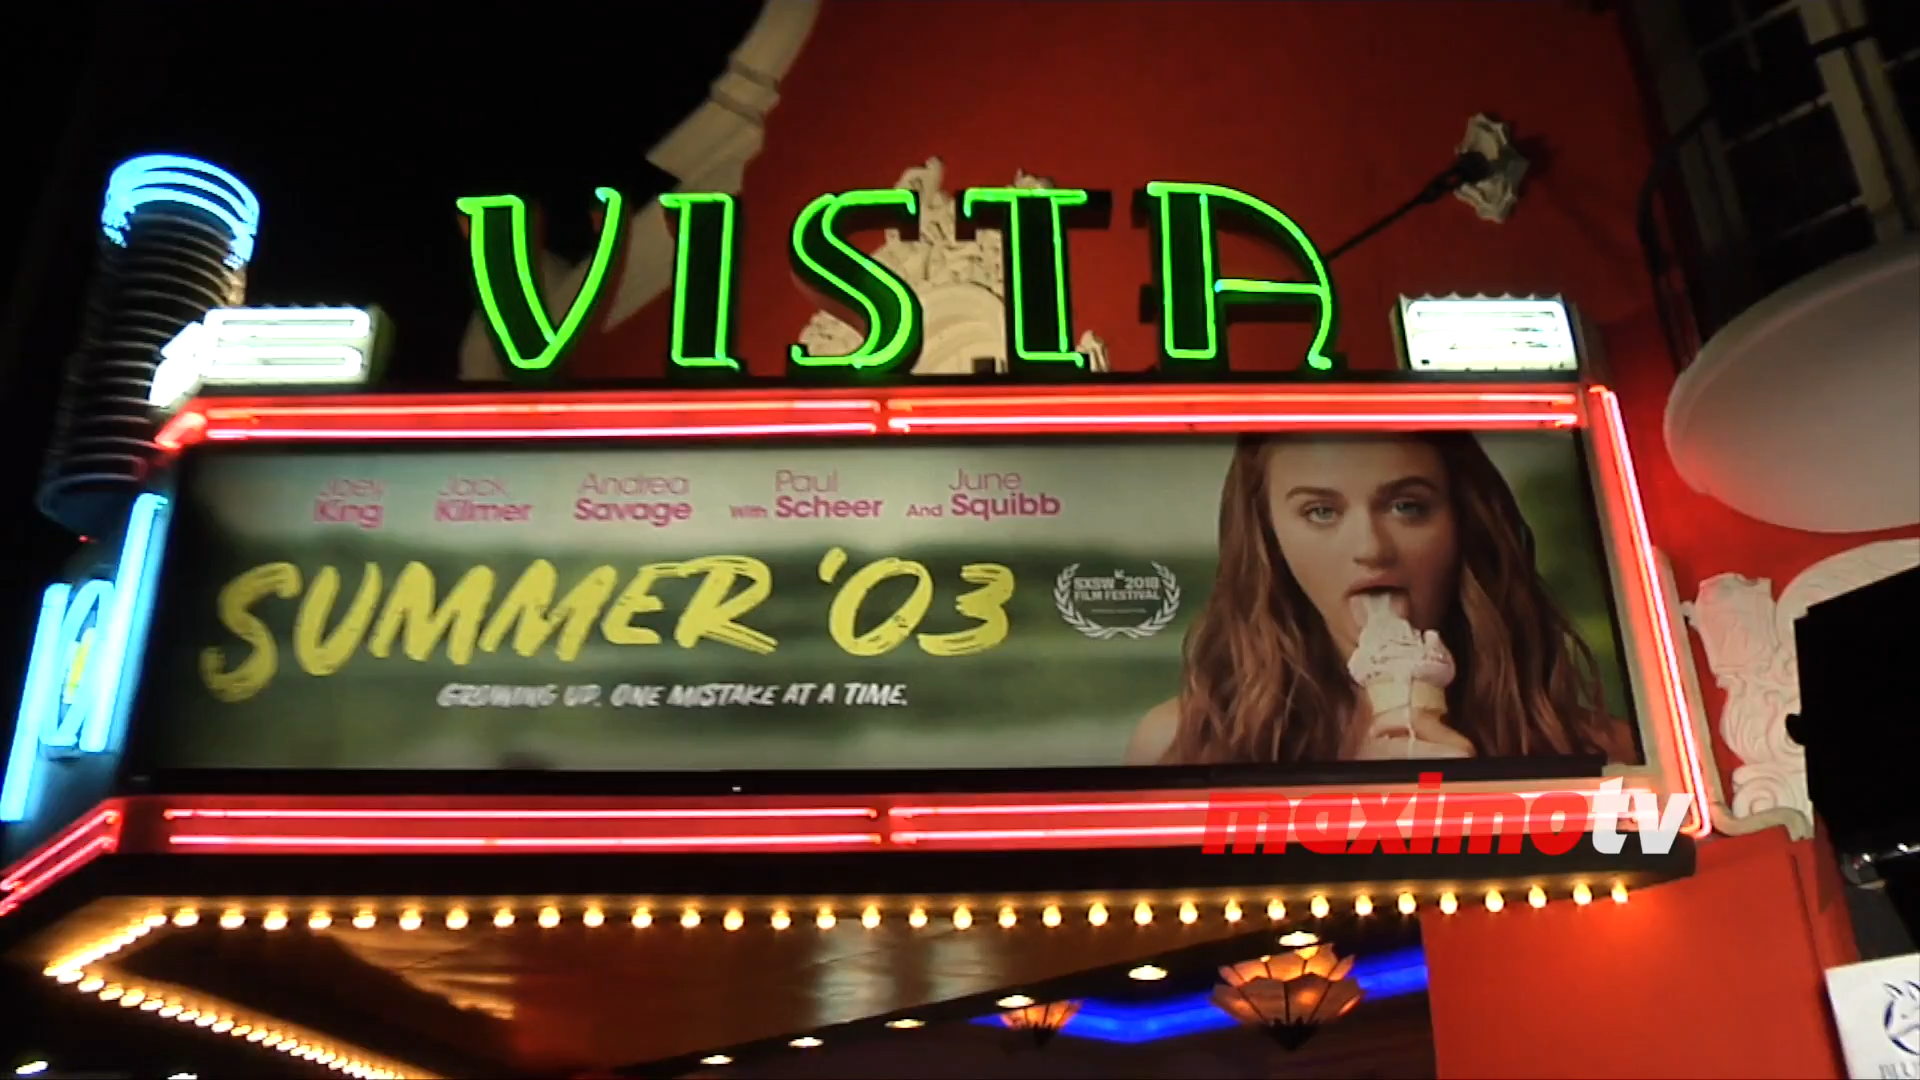 VISTA
Joey King
Jack Kilmer
Andrea Savage
With Paul Scheer
And June Squibb
SUMMER '03
SXSW 2018
FILM FESTIVAL
GROWING UP. ONE MISTAKE AT A TIME.
maximotv